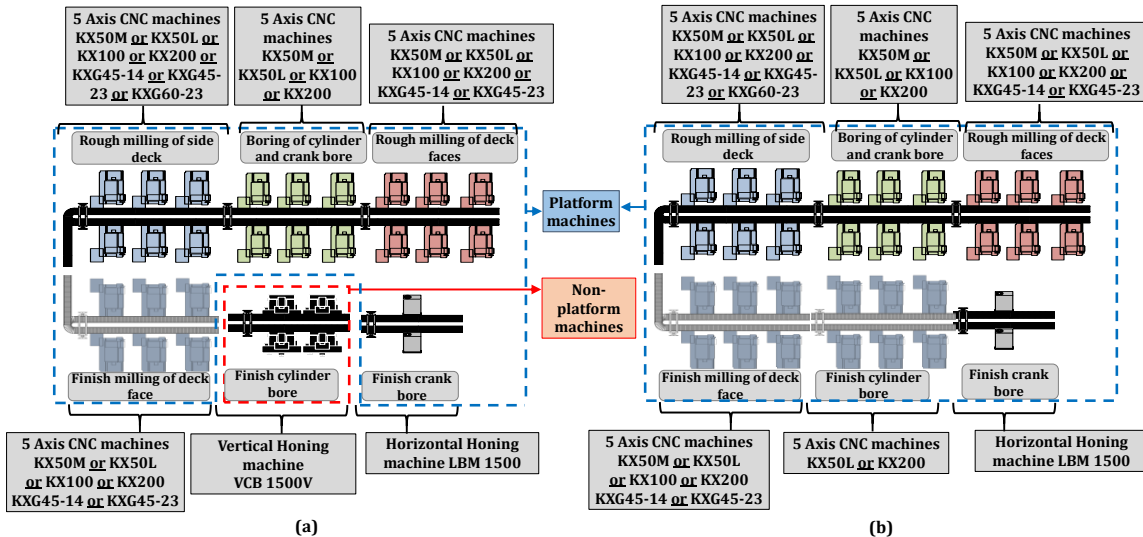 5 Axis CNC machines
KX50M or KX50L or
KX100 or KX200 or
KXG45-14 or KXG45-
23 or KXG60-23
5 Axis CNC
machines
KX50M or
KX50L or KX100
or KX200
5 Axis CNC machines
KX50M or KX50L or
KX100 or KX200 or
KXG45-14 or KXG45-23
Rough milling of side
deck
Boring of cylinder
and crank bore
Rough milling of deck
faces
Finish milling of deck
face
Finish cylinder
bore
Finish crank
bore
5 Axis CNC machines
KX50M or KX50L
or KX100 or KX200
KXG45-14 or KXG45-23
Vertical Honing
machine
VCB 1500V
Horizontal Honing
machine LBM 1500
(a)
Platform
machines
Non-
platform
machines
5 Axis CNC machines
KX50M or KX50L or
KX100 or KX200 or
KXG45-14 or KXG45-
23 or KXG60-23
5 Axis CNC
machines
KX50M or
KX50L or KX100
or KX200
5 Axis CNC machines
KX50M or KX50L or
KX100 or KX200 or
KXG45-14 or KXG45-23
Rough milling of side
deck
Boring of cylinder
and crank bore
Rough milling of deck
faces
Finish milling of deck
face
Finish cylinder
bore
Finish crank
bore
5 Axis CNC machines
KX50M or KX50L
or KX100 or KX200
KXG45-14 or KXG45-23
5 Axis CNC machines
KX50L or KX200
Horizontal Honing
machine LBM 1500
(b)